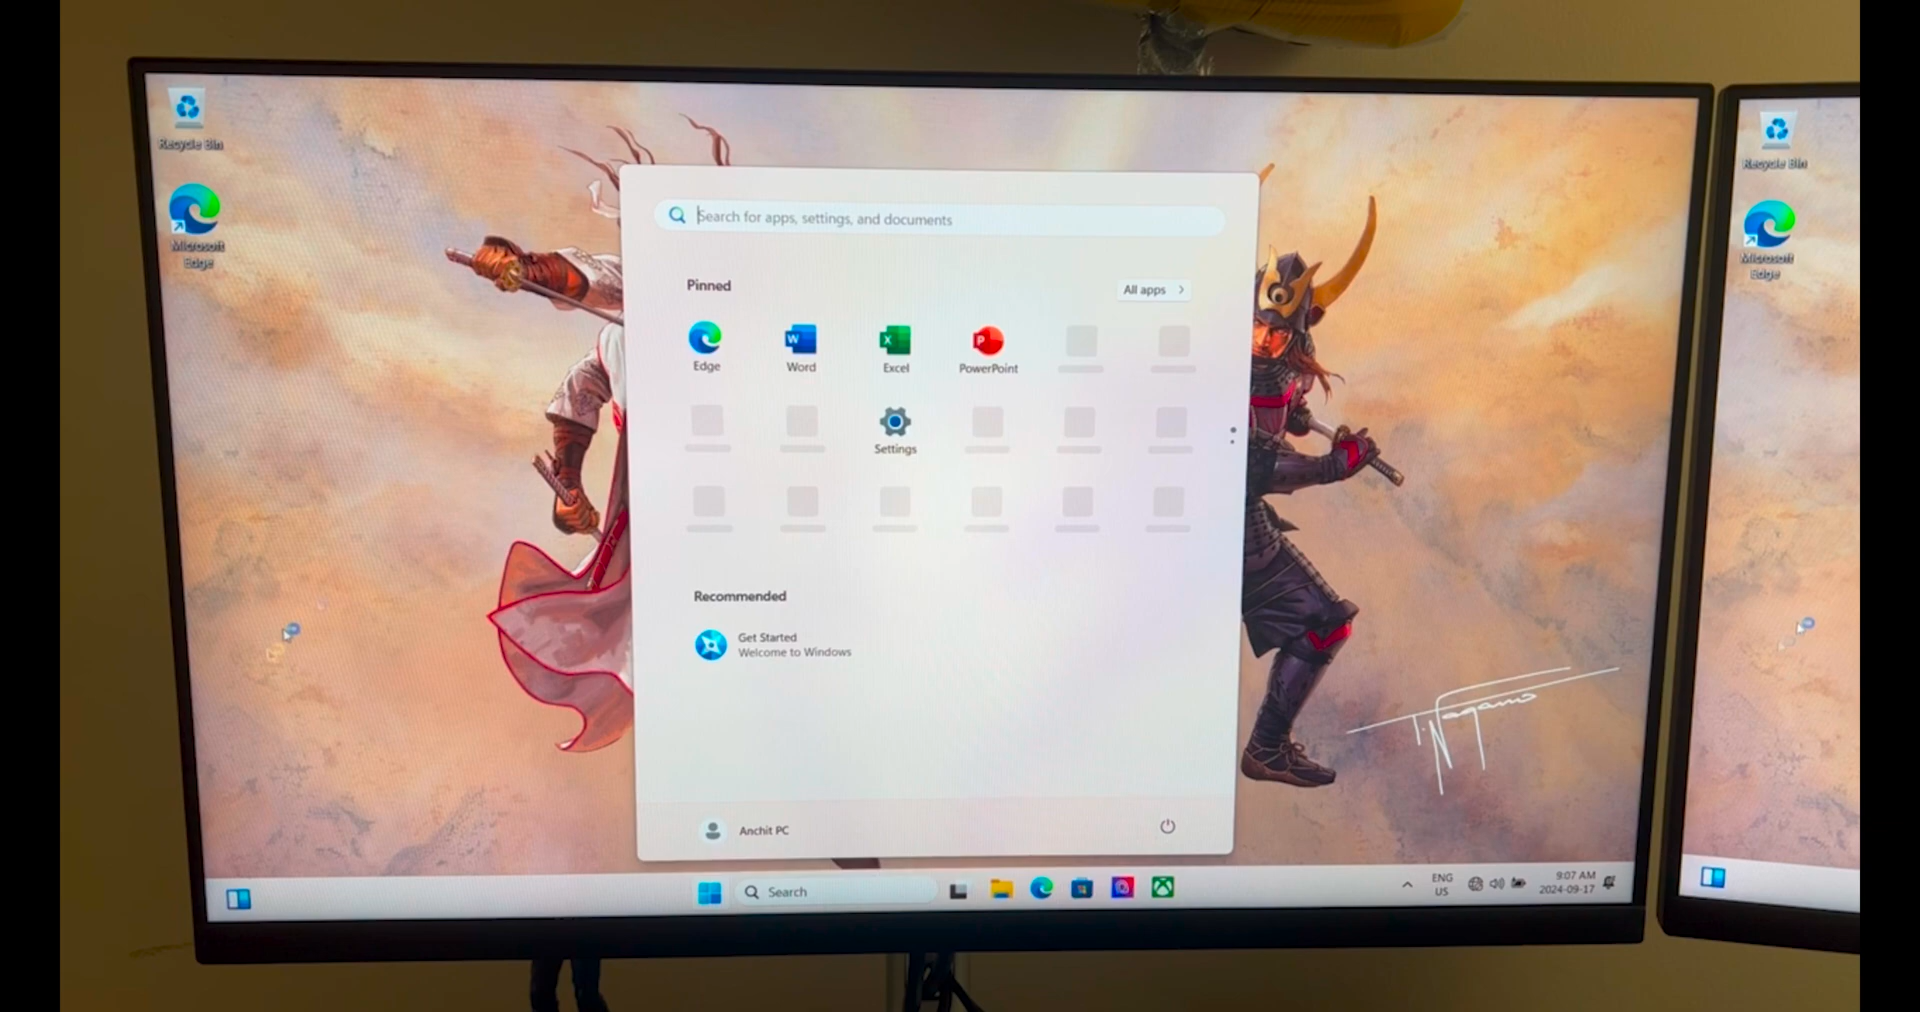 Recycle Bin
Microsoft
Edge
Search for apps, settings, and documents
Pinned
All apps
Edge
Word
Excel
PowerPoint
Settings
Recommended
Get Started
Welcome to Windows
Anchit PC
T. Nagano
Search
ENG
US
9:07 AM
2024-09-17
Recycle Bin
Microsoft
Edge